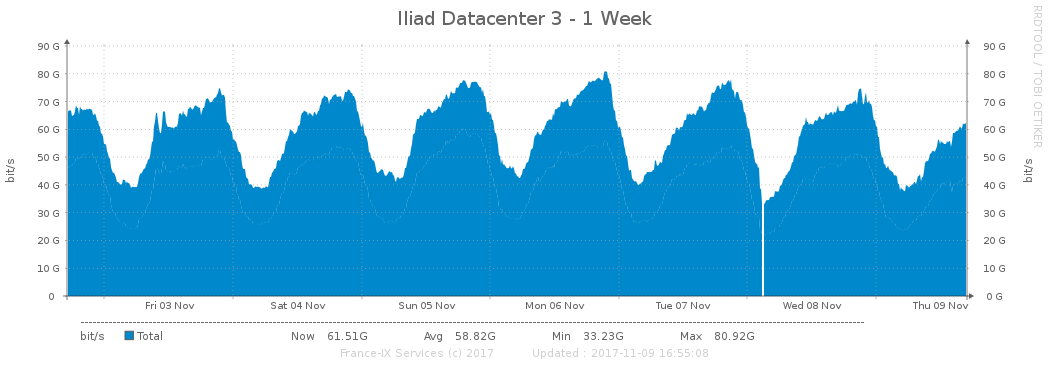 Iliad Datacenter 3 - 1 Week
RRDTOOL / TOBI OETIKER
bit/s
90 G
80 G
70 G
60 G
50 G
40 G
30 G
20 G
10 G
0
90 G
80 G
70 G
60 G
50 G
40 G
30 G
20 G
10 G
0 G
bit/s
Fri 03 Nov Sat 04 Nov Sun 05 Nov Mon 06 Nov Tue 07 Nov Wed 08 Nov Thu 09 Nov
bit/s Total Now 61.51G Avg 58.82G Min 33.23G Max 80.92G
France-IX Services (c) 2017 Updated : 2017-11-09 16:55:08